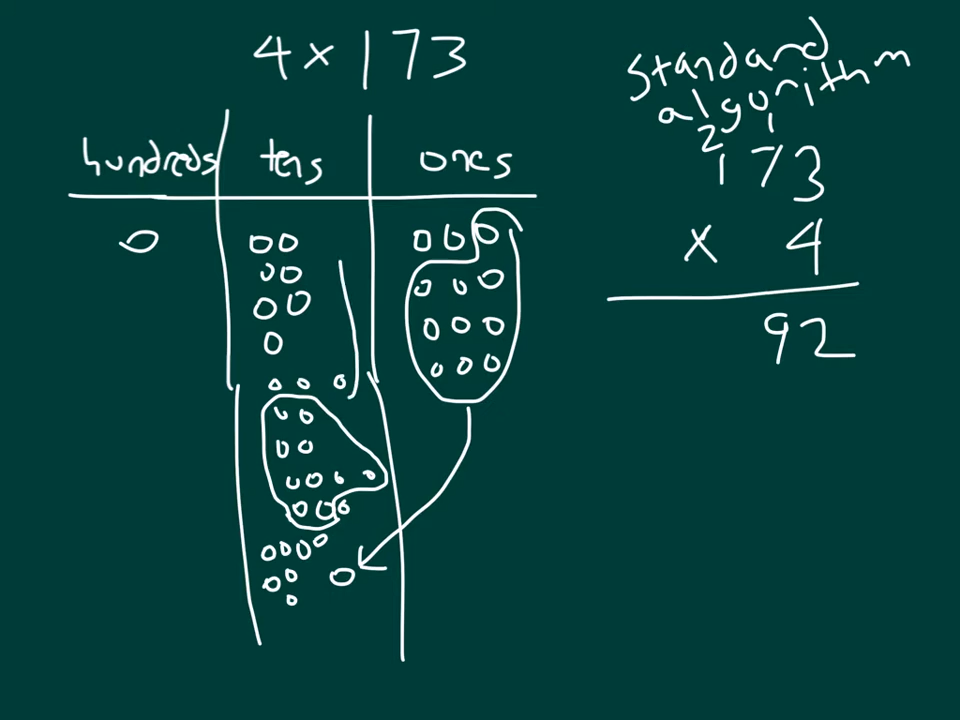 4 x 173
hundreds tens ones
standard
algorithm
2 1
173
x 4
92